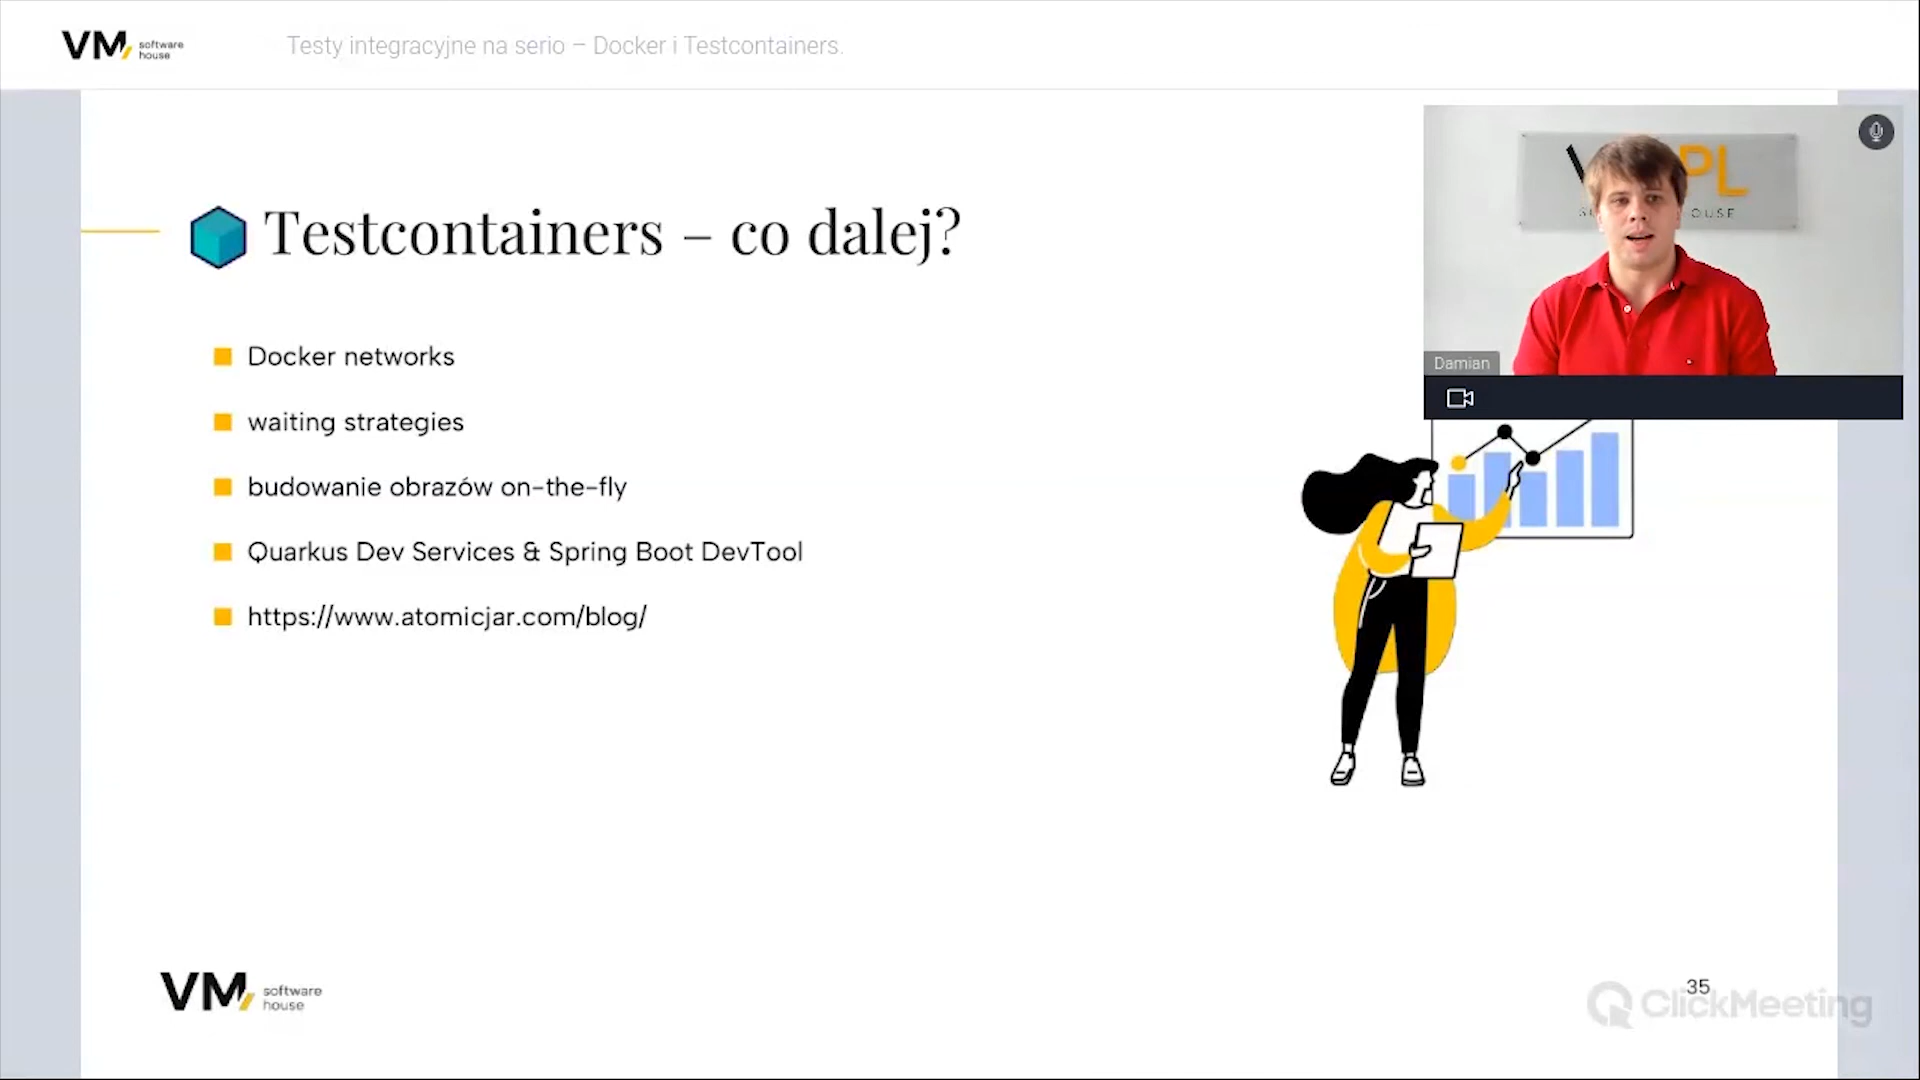 VM software house
Testy integracyjne na serio – Docker i Testcontainers.
Testcontainers – co dalej?
Docker networks
waiting strategies
budowanie obrazów on-the-fly
Quarkus Dev Services & Spring Boot DevTool
https://www.atomicjar.com/blog/
PL
OUSE
Damian
VM software house
35
ClickMeeting